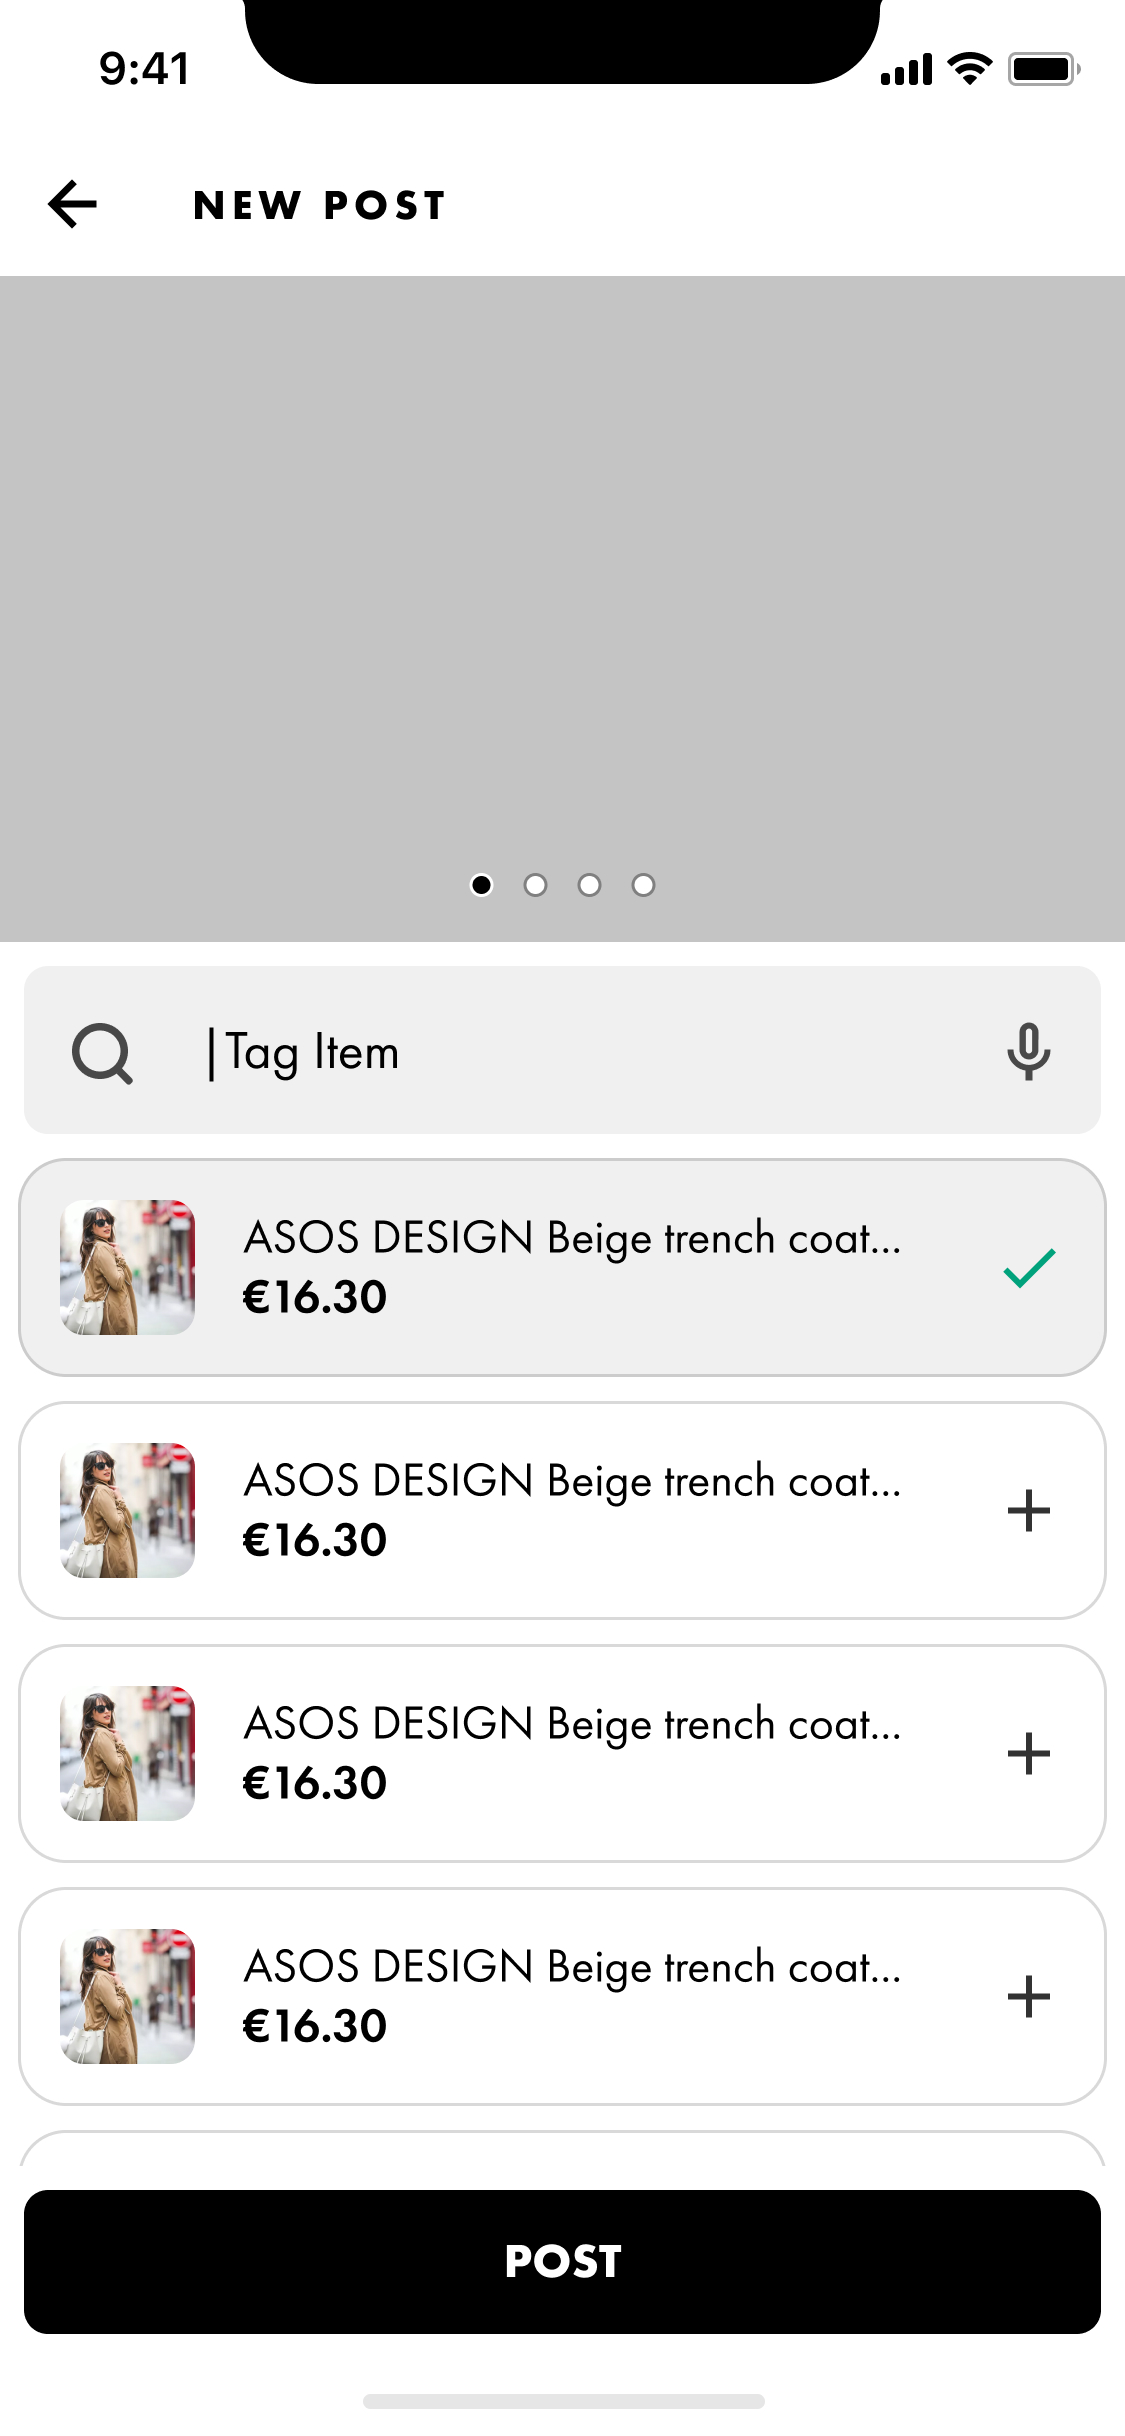 9:41
NEW POST
Tag Item
ASOS DESIGN Beige trench coat...
€16.30
ASOS DESIGN Beige trench coat...
€16.30
ASOS DESIGN Beige trench coat...
€16.30
ASOS DESIGN Beige trench coat...
€16.30
POST